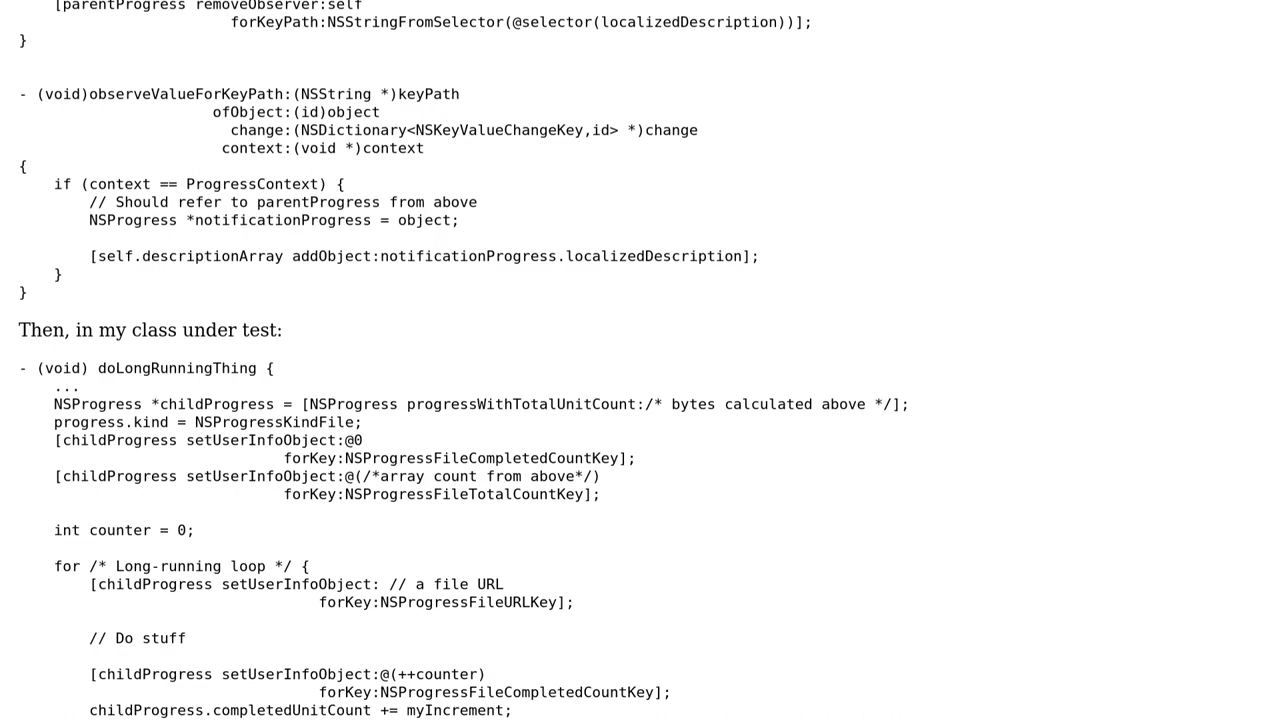 [parentProgress removeObserver:self
forKeyPath:NSStringFromSelector(@selector(localizedDescription))];
}
- (void)observeValueForKeyPath:(NSString *)keyPath
ofObject:(id)object
change:(NSDictionary<NSKeyValueChangeKey,id> *)change
context:(void *)context
{
if (context == ProgressContext) {
// Should refer to parentProgress from above
NSProgress *notificationProgress = object;
[self.descriptionArray addObject:notificationProgress.localizedDescription];
}
}
Then, in my class under test:
- (void) doLongRunningThing {
...
NSProgress *childProgress = [NSProgress progressWithTotalUnitCount:/* bytes calculated above */];
progress.kind = NSProgressKindFile;
[childProgress setUserInfoObject:@0
forKey:NSProgressFileCompletedCountKey];
[childProgress setUserInfoObject:@(/*array count from above*/)
forKey:NSProgressFileTotalCountKey];
int counter = 0;
for /* Long-running loop */ {
[childProgress setUserInfoObject: // a file URL
forKey:NSProgressFileURLKey];
// Do stuff
[childProgress setUserInfoObject:@(++counter)
forKey:NSProgressFileCompletedCountKey];
childProgress.completedUnitCount += myIncrement;